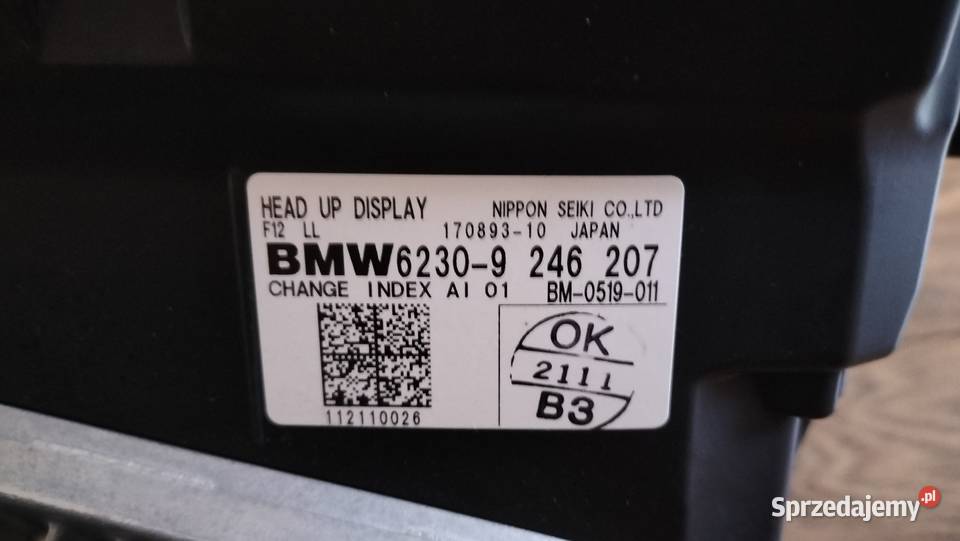 HEAD UP DISPLAY NIPPON SEIKI CO.,LTD
F12 LL 170893-10 JAPAN
BMW6230-9 246 207
CHANGE INDEX AI 01 BM-0519-011
OK
2111
B3
112110026
Sprzedajemy.pl